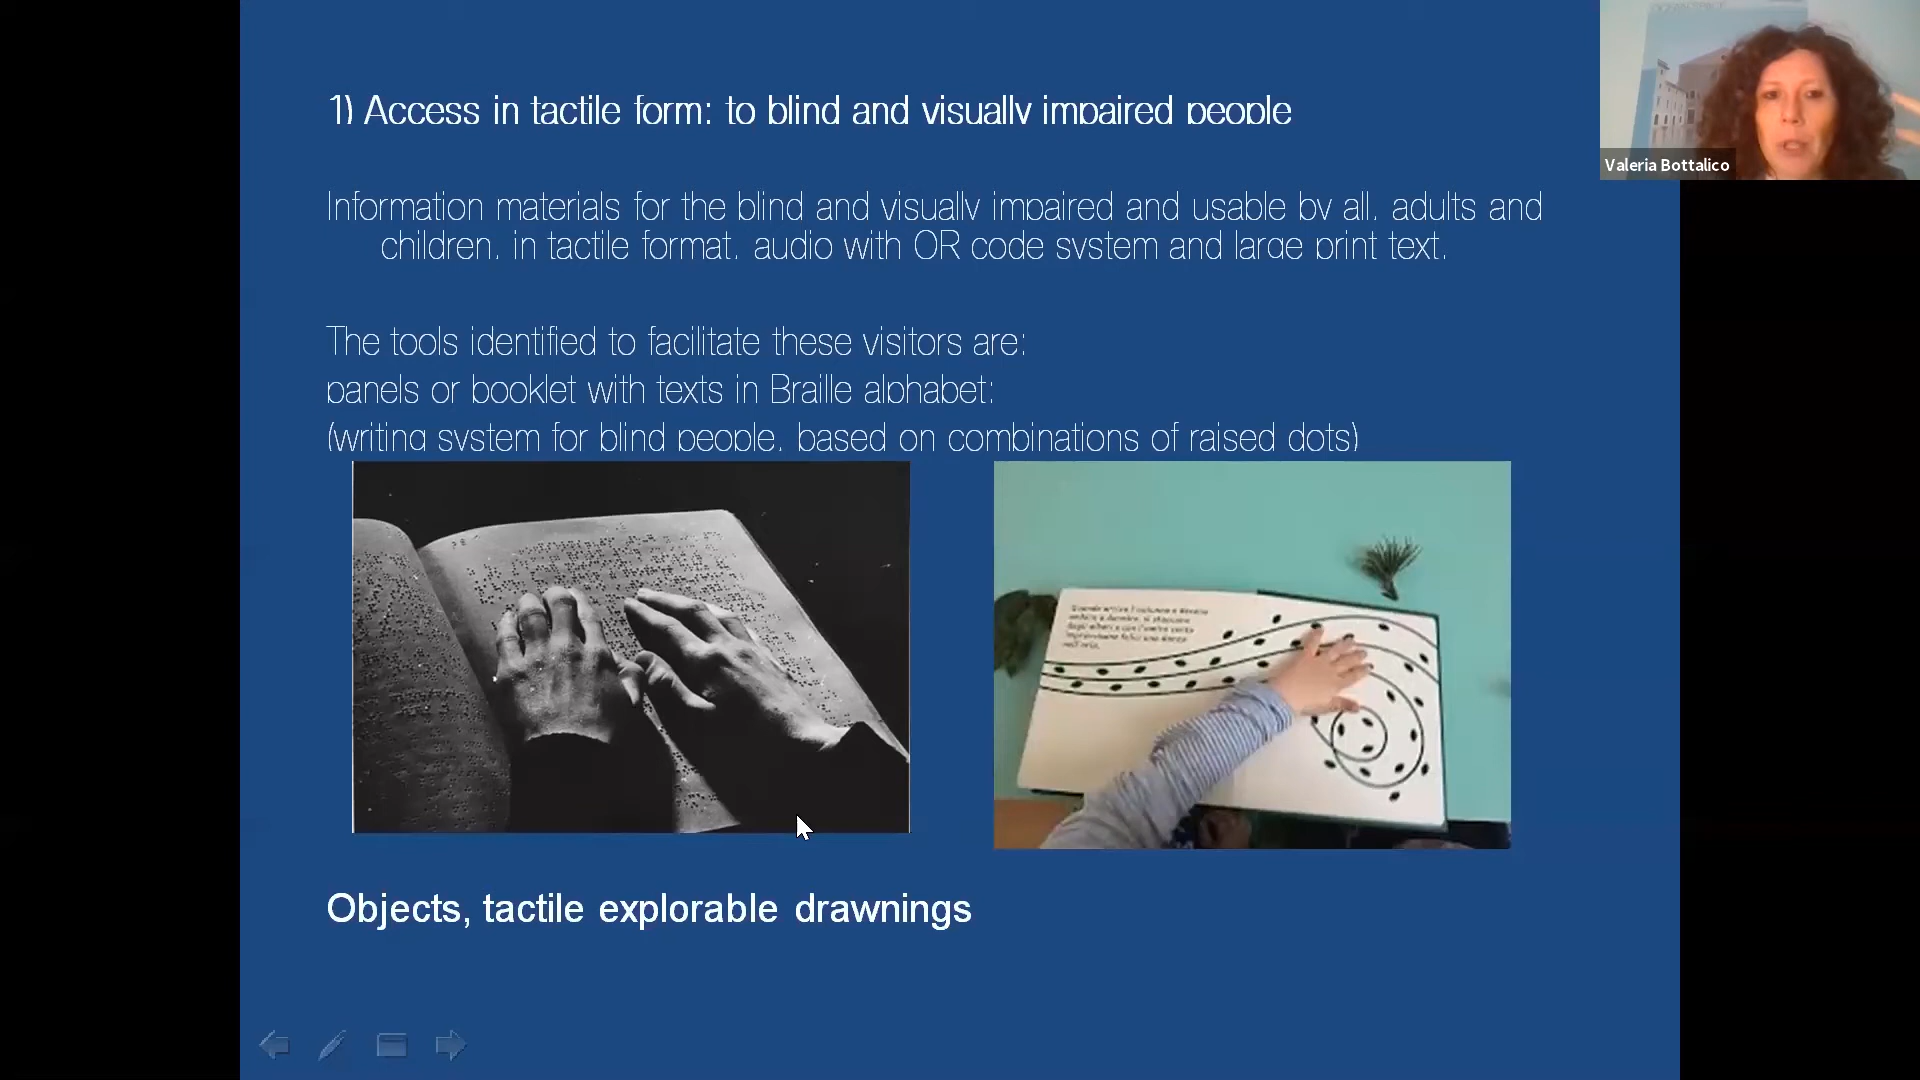 1) Access in tactile form: to blind and visually impaired people
Valeria Bottalico
Information materials for the blind and visually impaired and usable by all, adults and
children, in tactile format, audio with QR code system and large print text.
The tools identified to facilitate these visitors are:
panels or booklet with texts in Braille alphabet;
(writing system for blind people, based on combinations of raised dots)
Objects, tactile explorable drawnings